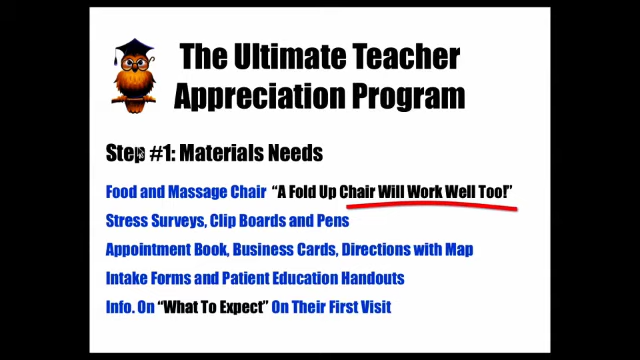 The Ultimate Teacher
Appreciation Program
Step #1: Materials Needs
Food and Massage Chair “A Fold Up Chair Will Work Well Too!”
Stress Surveys, Clip Boards and Pens
Appointment Book, Business Cards, Directions with Map
Intake Forms and Patient Education Handouts
Info. On “What To Expect” On Their First Visit